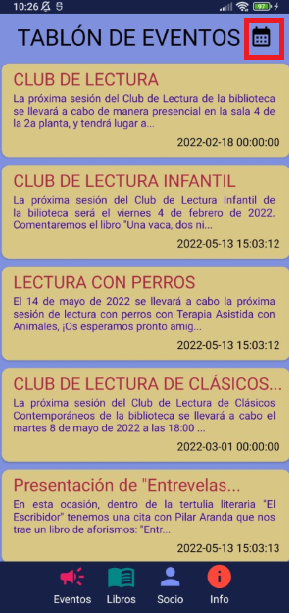 10:26
97
TABLÓN DE EVENTOS
CLUB DE LECTURA
La próxima sesión del Club de Lectura de la biblioteca
se llevará a cabo de manera presencial en la sala 4 de
la 2a planta, y tendrá lugar a...
2022-02-18 00:00:00
CLUB DE LECTURA INFANTIL
La próxima sesión del Club de Lectura Infantil de
la bilioteca será el viernes 4 de febrero de 2022.
Comentaremos el libro "Una vaca, dos ni...
2022-05-13 15:03:12
LECTURA CON PERROS
El 14 de mayo de 2022 se llevará a cabo la próxima
sesión de lectura con perros con Terapia Asistida con
Animales, ¡Os esperamos pronto amig...
2022-05-13 15:03:12
CLUB DE LECTURA DE CLÁSICOS...
La próxima sesión del Club de Lectura de Clásicos
Contemporáneos de la biblioteca se llevará a cabo el
martes 8 de mayo de 2022 a las 18:00 ...
2022-03-01 00:00:00
Presentación de "Entrevelas...
En esta ocasión, dentro de la tertulia literaria "El
Escribidor" tenemos una cita con Pilar Aranda que nos
trae un libro de aforismos: "Entr...
2022-05-13 15:03:13
Eventos Libros Socio Info